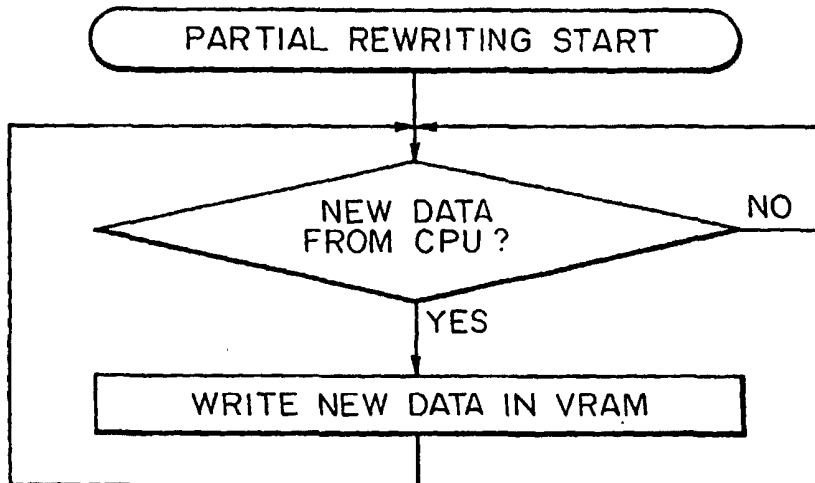 PARTIAL REWRITING START
NEW DATA
FROM CPU?
NO
YES
WRITE NEW DATA IN VRAM